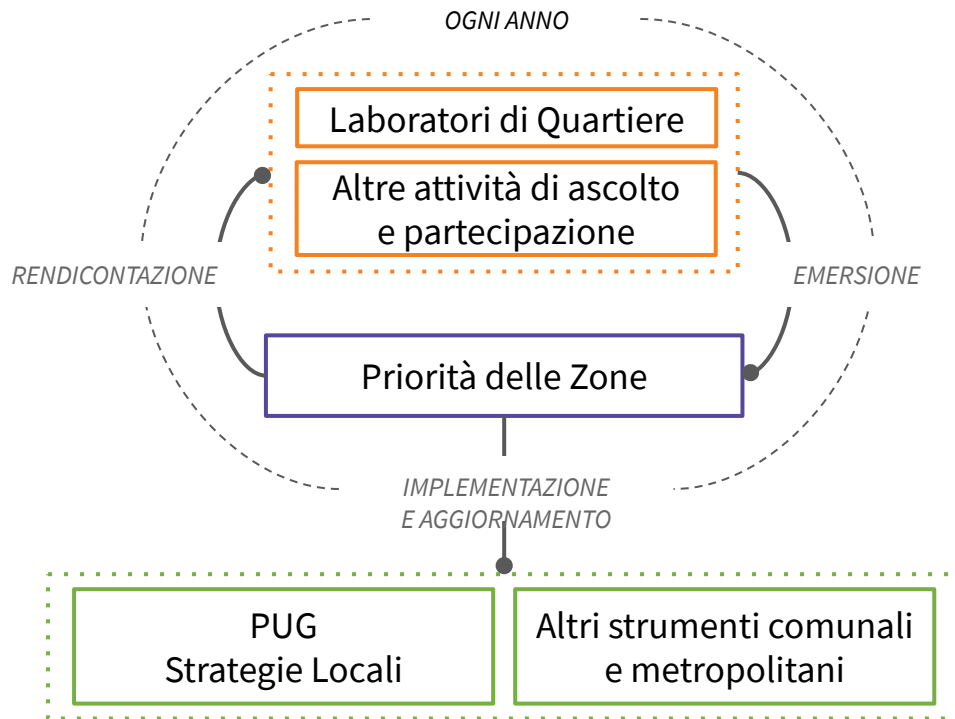 OGNI ANNO
Laboratori di Quartiere
Altre attività di ascolto
e partecipazione
RENDICONTAZIONE
EMERSIONE
Priorità delle Zone
IMPLEMENTAZIONE
E AGGIORNAMENTO
PUG
Strategie Locali
Altri strumenti comunali
e metropolitani